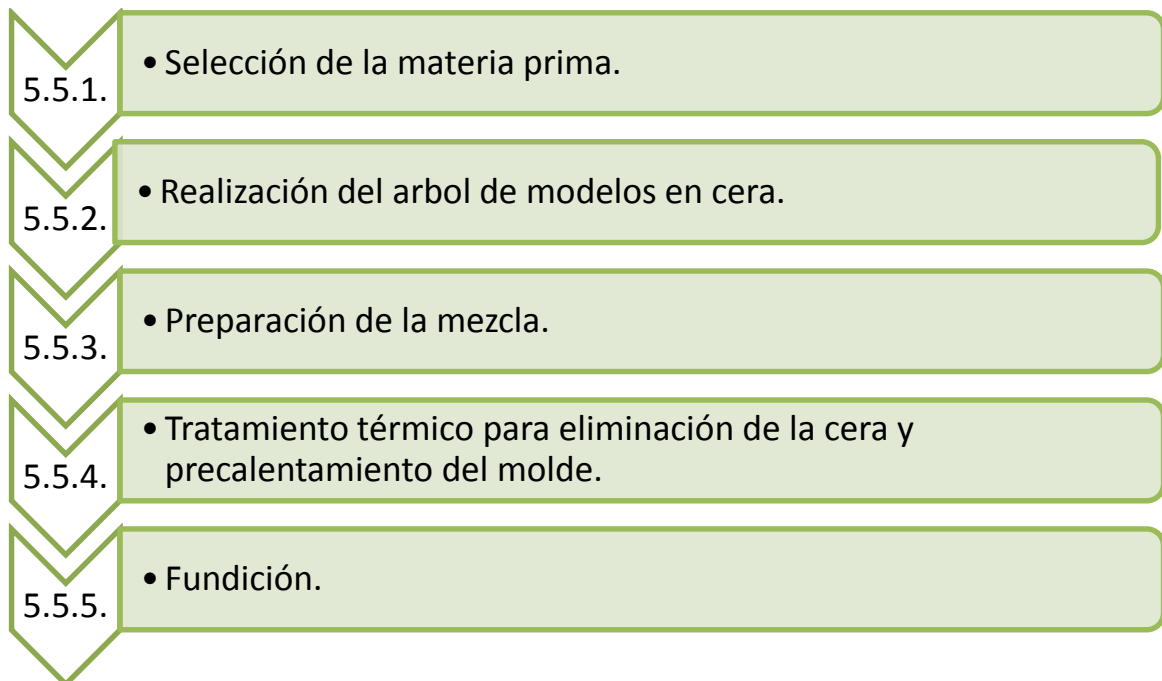 5.5.1.
• Selección de la materia prima.
5.5.2.
• Realización del arbol de modelos en cera.
5.5.3.
• Preparación de la mezcla.
5.5.4.
• Tratamiento térmico para eliminación de la cera y
precalentamiento del molde.
5.5.5.
• Fundición.